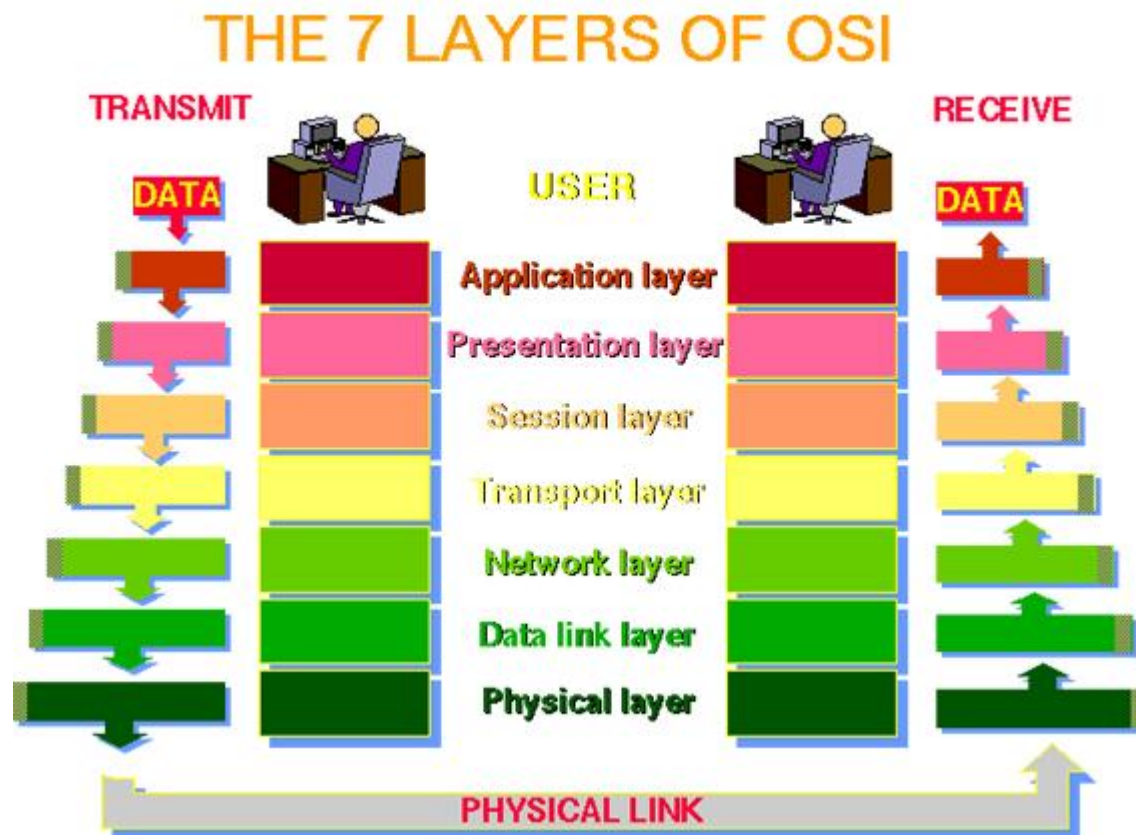 THE 7 LAYERS OF OSI
TRANSMIT
RECEIVE
DATA
USER
DATA
Application layer
Presentation layer
Session layer
Transport layer
Network layer
Data link layer
Physical layer
PHYSICAL LINK